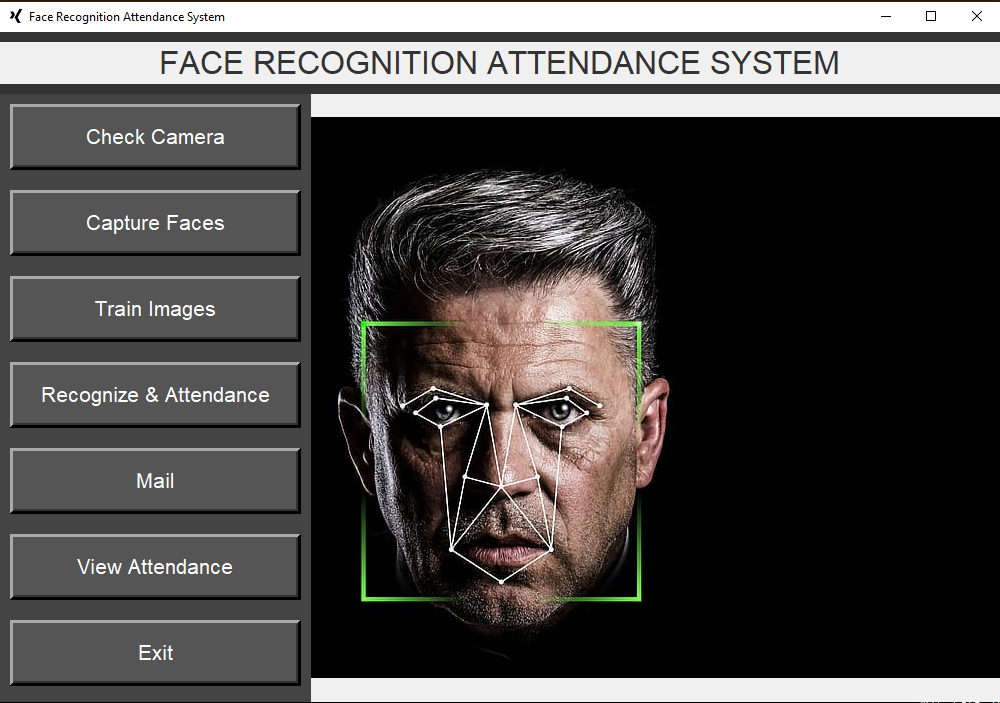 Face Recognition Attendance System
FACE RECOGNITION ATTENDANCE SYSTEM
Check Camera
Capture Faces
Train Images
Recognize & Attendance
Mail
View Attendance
Exit